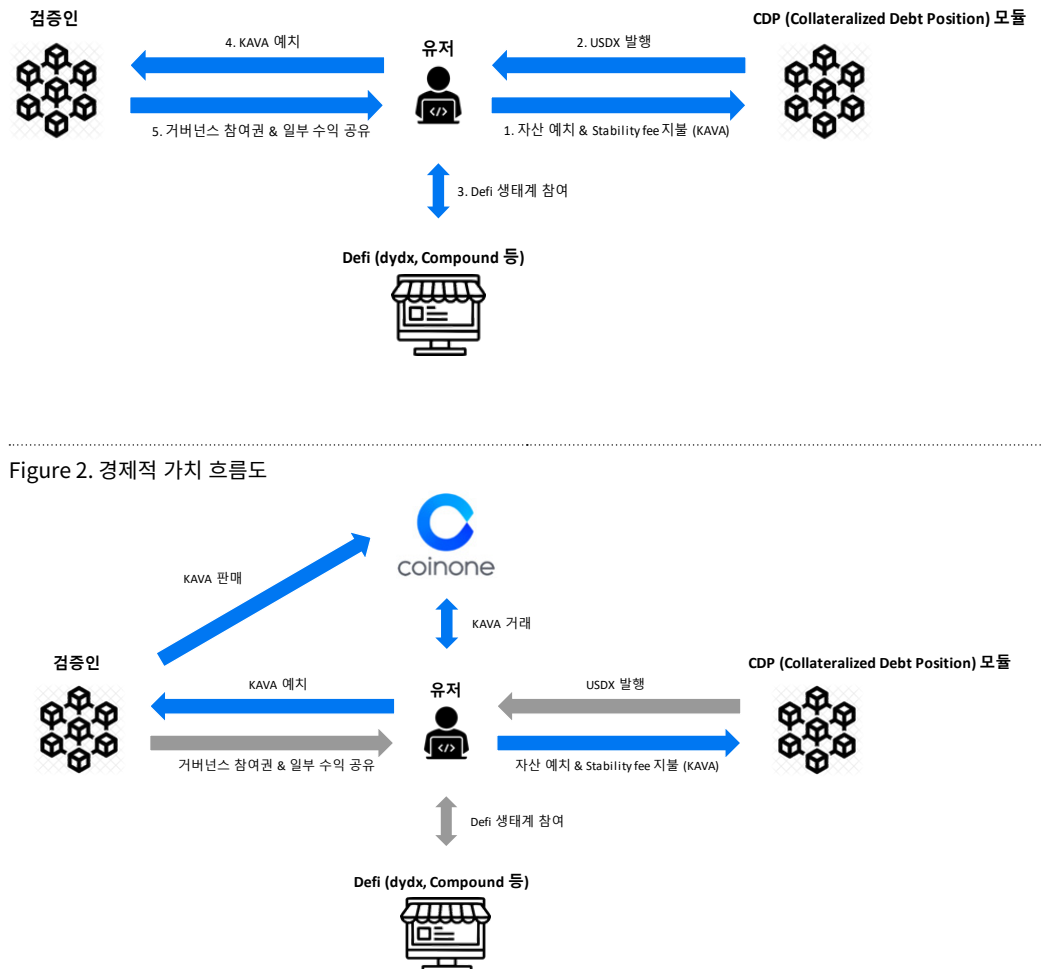 검증인
CDP (Collateralized Debt Position) 모듈
4. KAVA 예치
유저
2. USDX 발행
5. 거버넌스 참여권 & 일부 수익 공유
1. 자산 예치 & Stability fee 지불 (KAVA)
3. Defi 생태계 참여
Defi (dydx, Compound 등)
Figure 2. 경제적 가치 흐름도
coinone
KAVA 판매
KAVA 거래
검증인
CDP (Collateralized Debt Position) 모듈
KAVA 예치
유저
USDX 발행
거버넌스 참여권 & 일부 수익 공유
자산 예치 & Stability fee 지불 (KAVA)
Defi 생태계 참여
Defi (dydx, Compound 등)